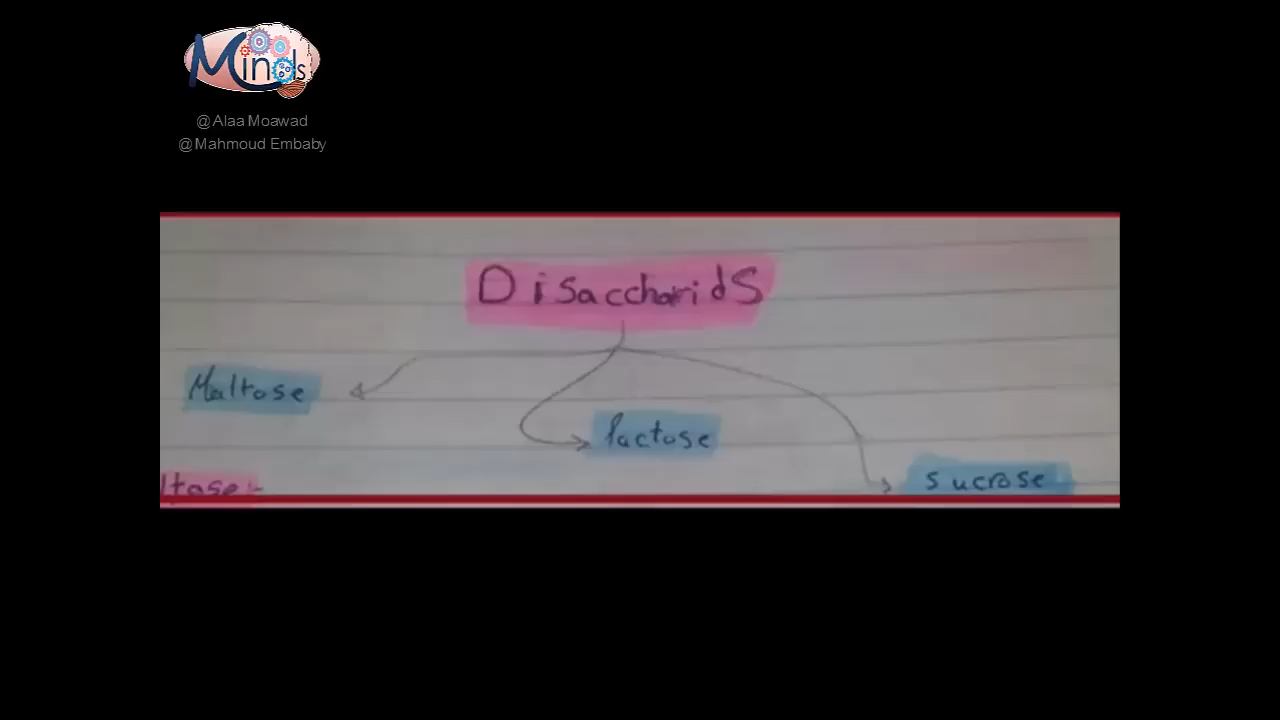 Minds
@Alaa Moawad
@Mahmoud Embaby
DisaccharidS
Maltose
lactose
sucrose
ltase:-